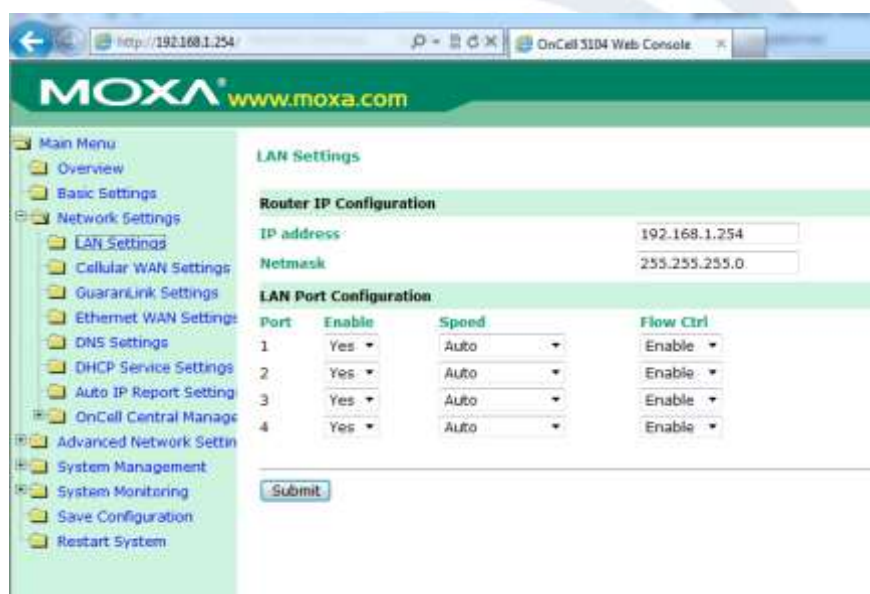 http://192.168.1.254/
OnCell 5104 Web Console
MOXA® www.moxa.com
Main Menu
Overview
Basic Settings
Network Settings
LAN Settings
Cellular WAN Settings
GuaranLink Settings
Ethernet WAN Settings
DNS Settings
DHCP Service Settings
Auto IP Report Setting
OnCell Central Manage
Advanced Network Settin
System Management
System Monitoring
Save Configuration
Restart System
LAN Settings
Router IP Configuration
IP address 192.168.1.254
Netmask 255.255.255.0
LAN Port Configuration
Port Enable Speed Flow Ctrl
1 Yes Auto Enable
2 Yes Auto Enable
3 Yes Auto Enable
4 Yes Auto Enable
Submit